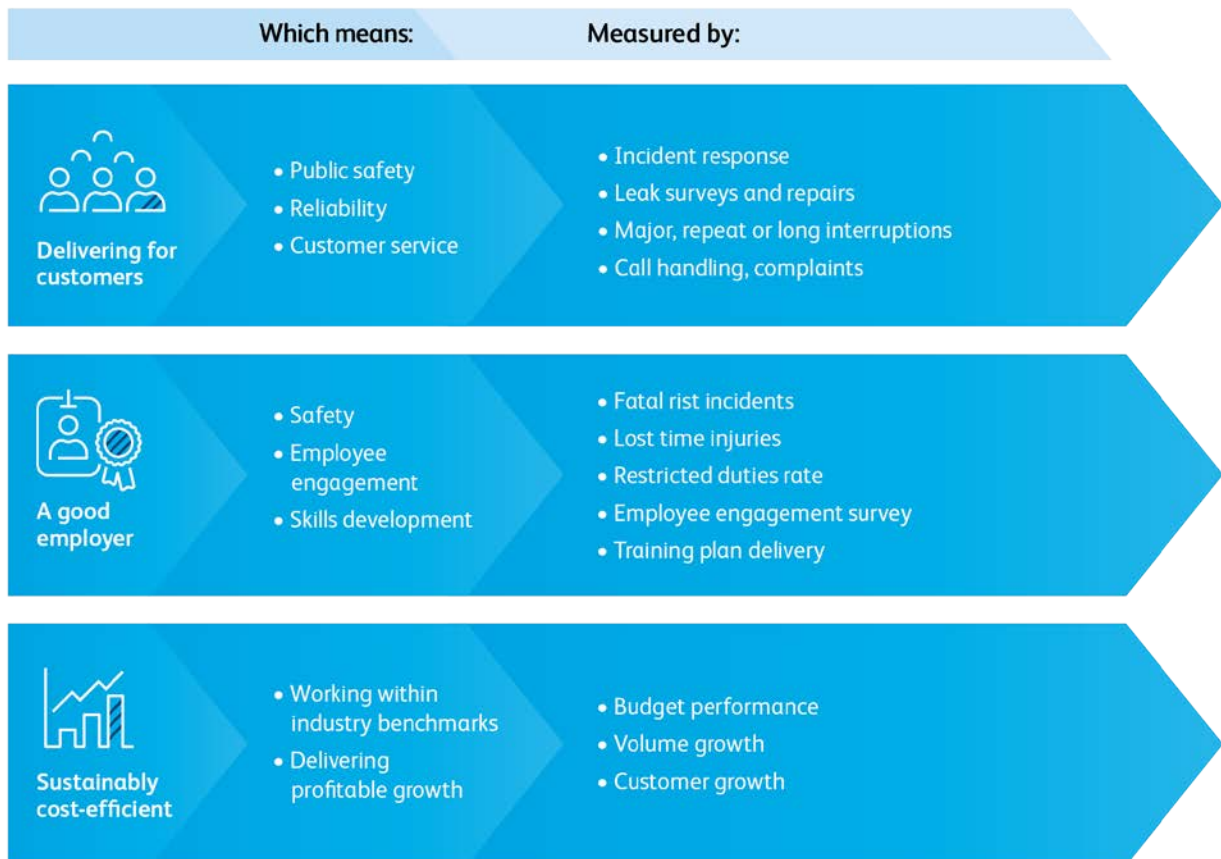 Which means:
Measured by:
Delivering for
customers
• Public safety
• Reliability
• Customer service
• Incident response
• Leak surveys and repairs
• Major, repeat or long interruptions
• Call handling, complaints
A good
employer
• Safety
• Employee
engagement
• Skills development
• Fatal rist incidents
• Lost time injuries
• Restricted duties rate
• Employee engagement survey
• Training plan delivery
Sustainably
cost-efficient
• Working within
industry benchmarks
• Delivering
profitable growth
• Budget performance
• Volume growth
• Customer growth